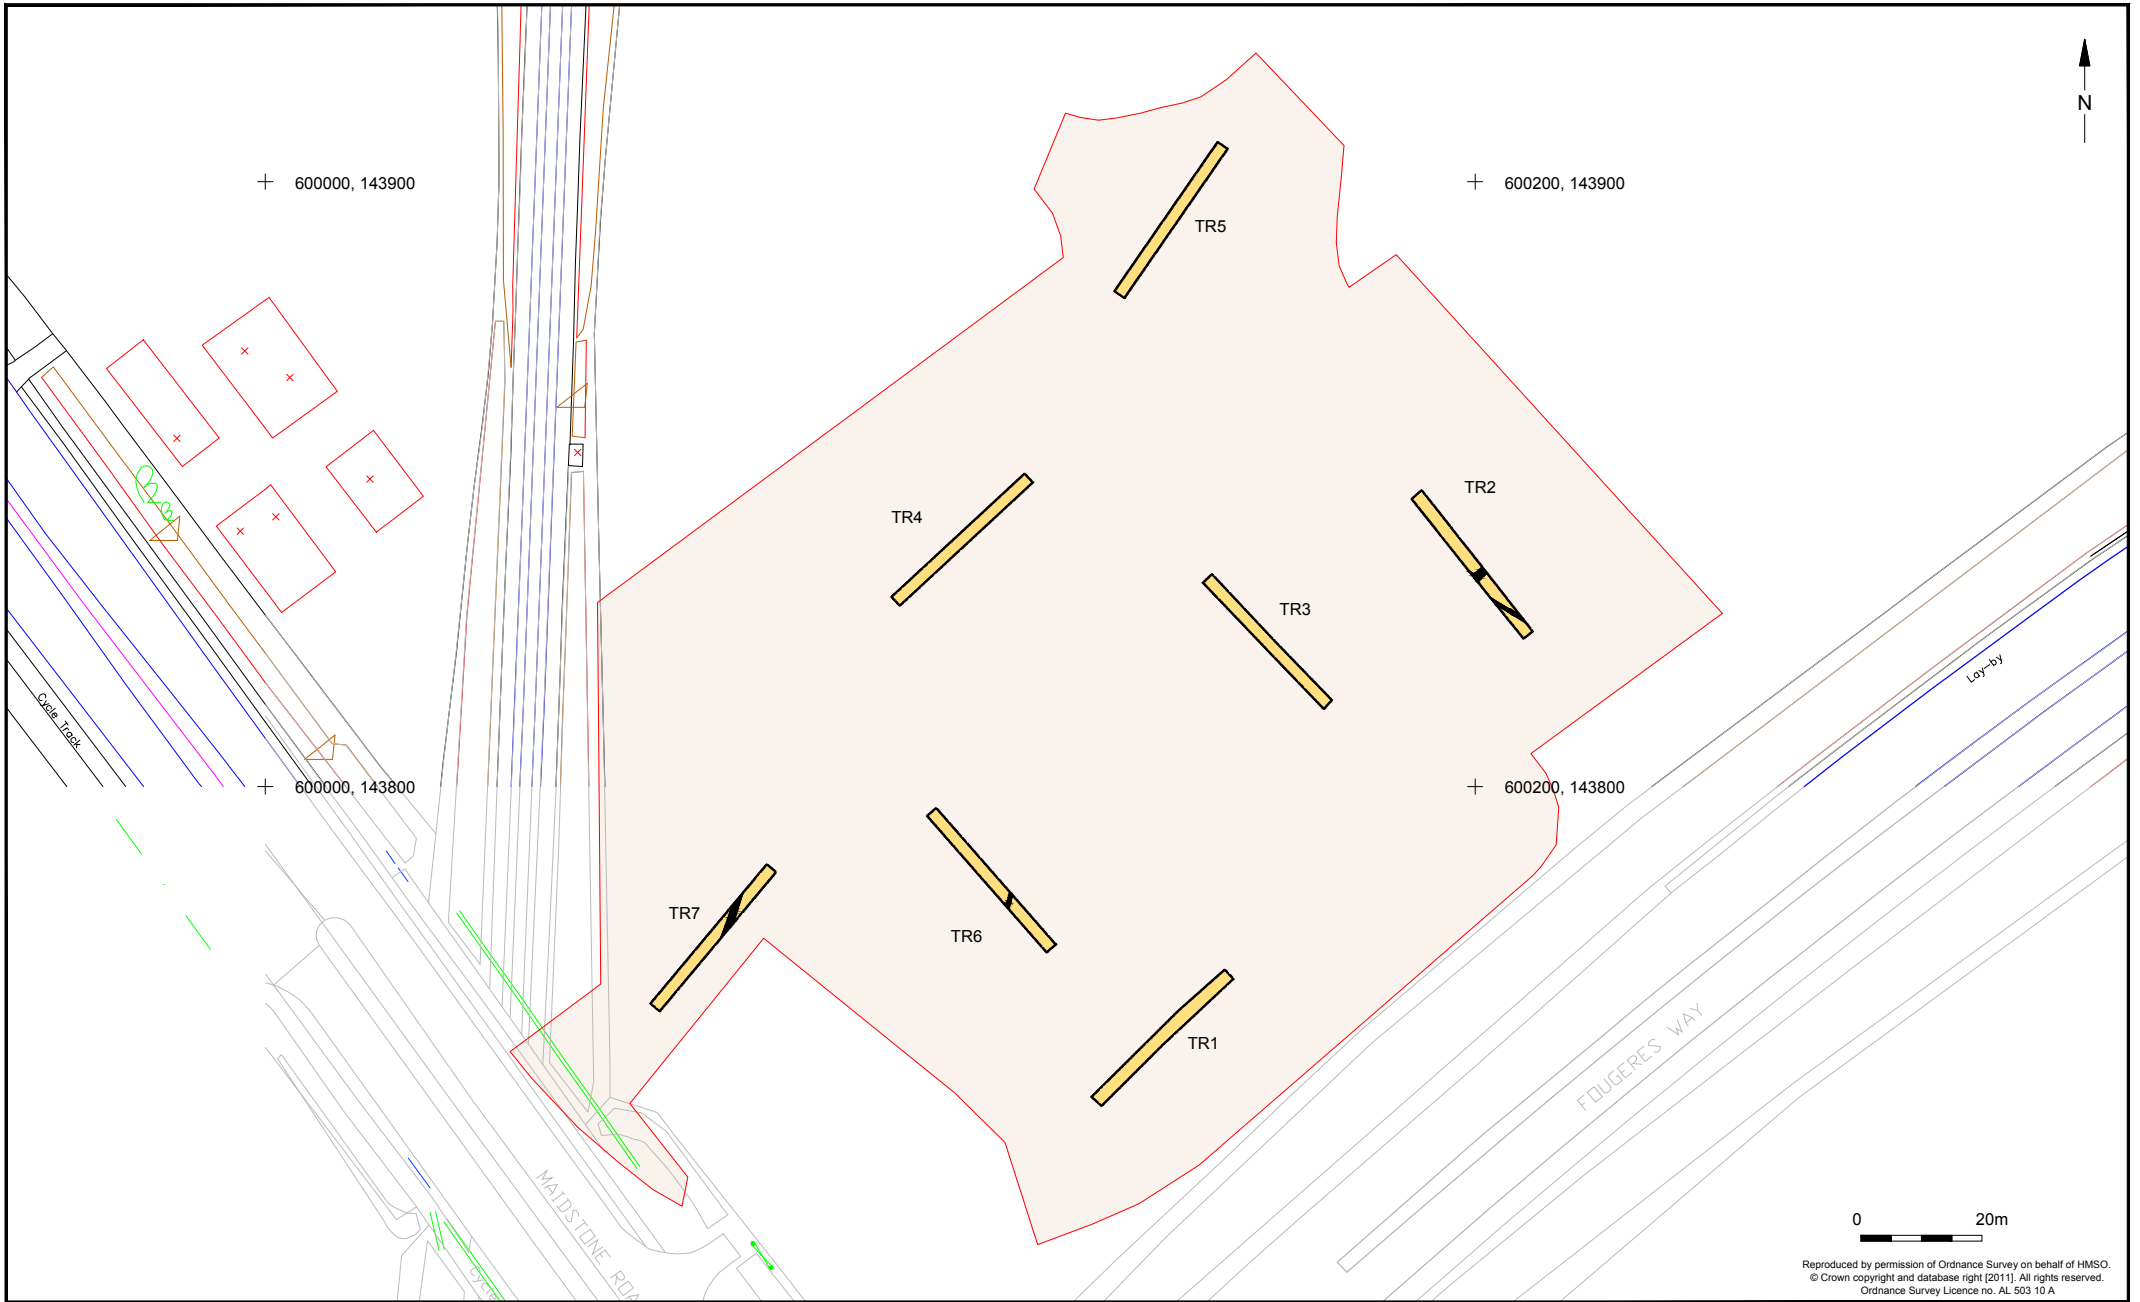 N
600000, 143900
600200, 143900
TR5
TR2
TR4
TR3
Lay-by
Cycle Track
600000, 143800
600200, 143800
TR7
TR6
TR1
FOUGERES WAY
MAIDSTONE ROA
Cycle
0 20m
Reproduced by permission of Ordnance Survey on behalf of HMSO.
© Crown copyright and database right [2011]. All rights reserved.
Ordnance Survey Licence no. AL 503 10 A